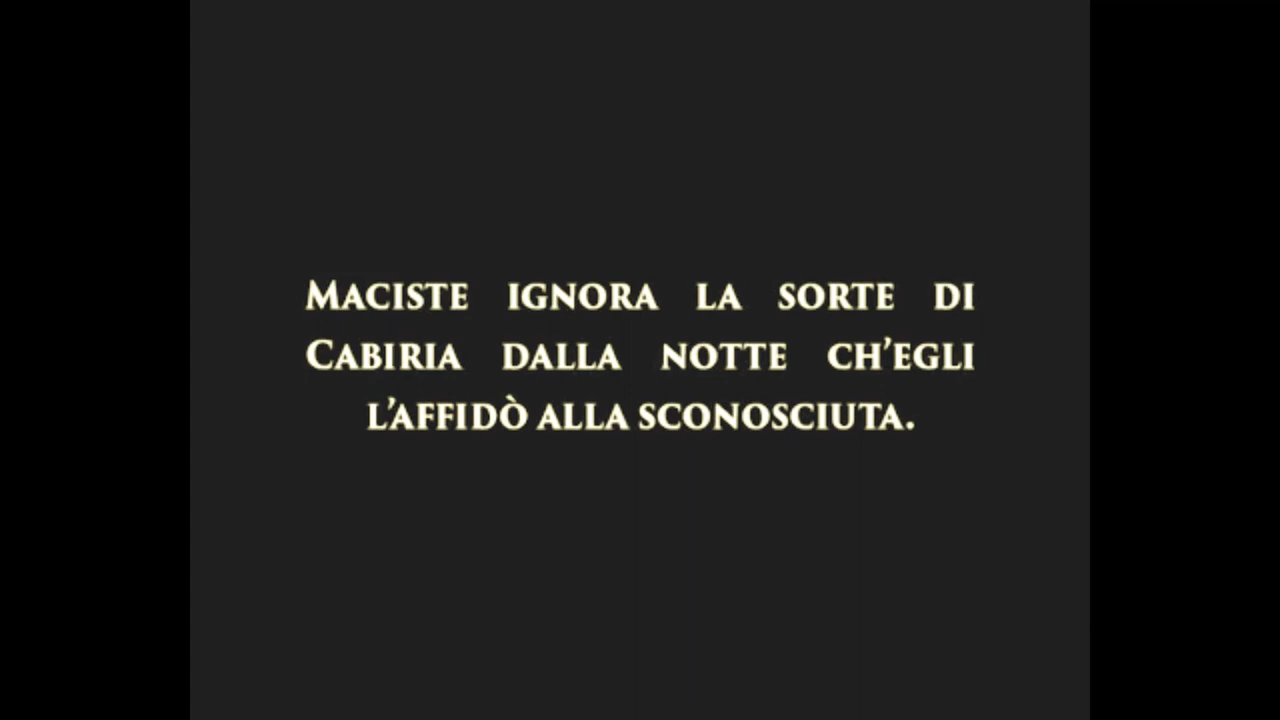 Maciste ignora la sorte di
Cabiria dalla notte ch’egli
l’affidò alla sconosciuta.